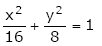 x²/16 + y²/8 = 1